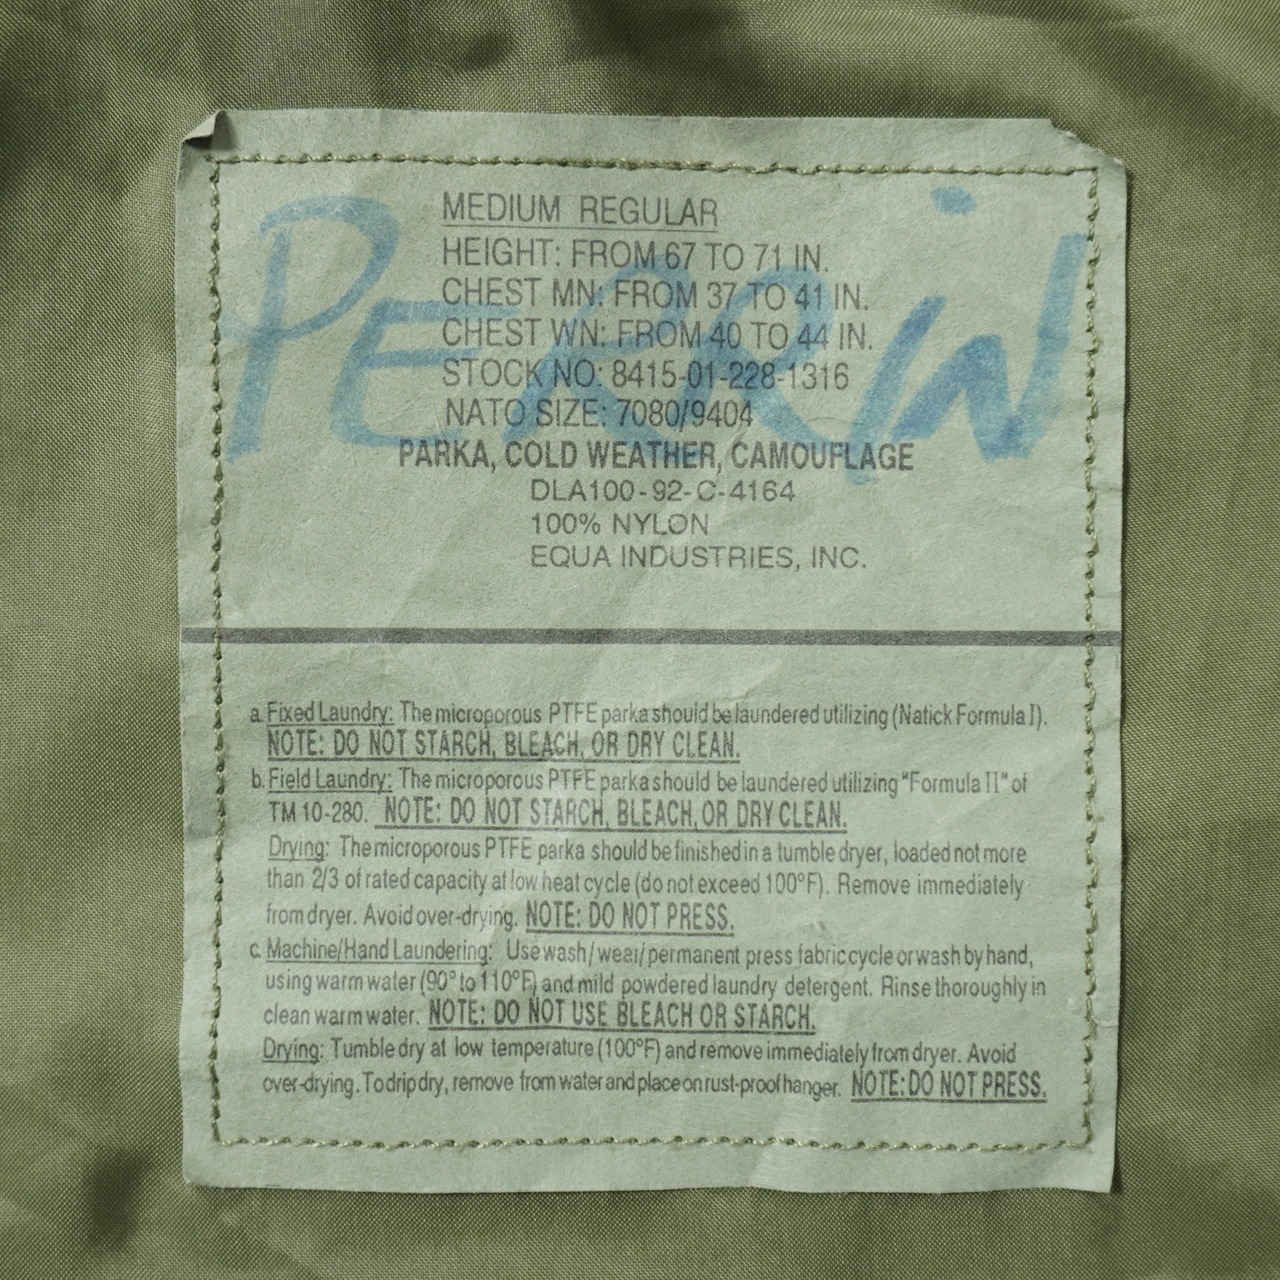 PERRiN
MEDIUM REGULAR
HEIGHT: FROM 67 TO 71 IN.
CHEST MN: FROM 37 TO 41 IN.
CHEST WN: FROM 40 TO 44 IN.
STOCK NO: 8415-01-228-1316
NATO SIZE: 7080/9404
PARKA, COLD WEATHER, CAMOUFLAGE
DLA100-92-C-4164
100% NYLON
EQUA INDUSTRIES, INC.
a. Fixed Laundry: The microporous PTFE parka should be laundered utilizing (Natick Formula I).
NOTE: DO NOT STARCH, BLEACH, OR DRY CLEAN.
b. Field Laundry: The microporous PTFE parka should be laundered utilizing "Formula II" of
TM 10-280. NOTE: DO NOT STARCH, BLEACH, OR DRY CLEAN.
Drying: The microporous PTFE parka should be finished in a tumble dryer, loaded not more
than 2/3 of rated capacity at low heat cycle (do not exceed 100°F). Remove immediately
from dryer. Avoid over-drying. NOTE: DO NOT PRESS.
c. Machine/Hand Laundering: Use wash/wear/permanent press fabric cycle or wash by hand,
using warm water (90° to 110°F) and mild powdered laundry detergent. Rinse thoroughly in
clean warm water. NOTE: DO NOT USE BLEACH OR STARCH.
Drying: Tumble dry at low temperature (100°F) and remove immediately from dryer. Avoid
over-drying. To drip dry, remove from water and place on rust-proof hanger. NOTE: DO NOT PRESS.